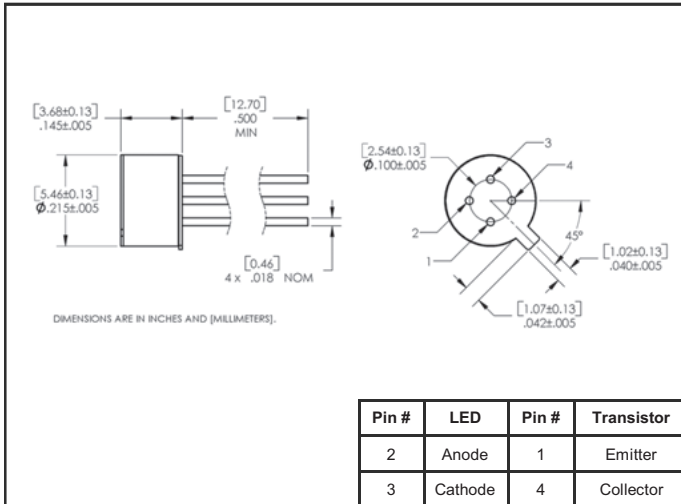 [3.68±0.13]
.145±.005
[12.70]
.500
MIN
[5.46±0.13]
Ø.215±.005
[0.46]
4 x .018 NOM
[2.54±0.13]
Ø.100±.005
3
4
2
1
45°
[1.02±0.13]
.040±.005
[1.07±0.13]
.042±.005
DIMENSIONS ARE IN INCHES AND [MILLIMETERS].
Pin # LED Pin # Transistor
2 Anode 1 Emitter
3 Cathode 4 Collector